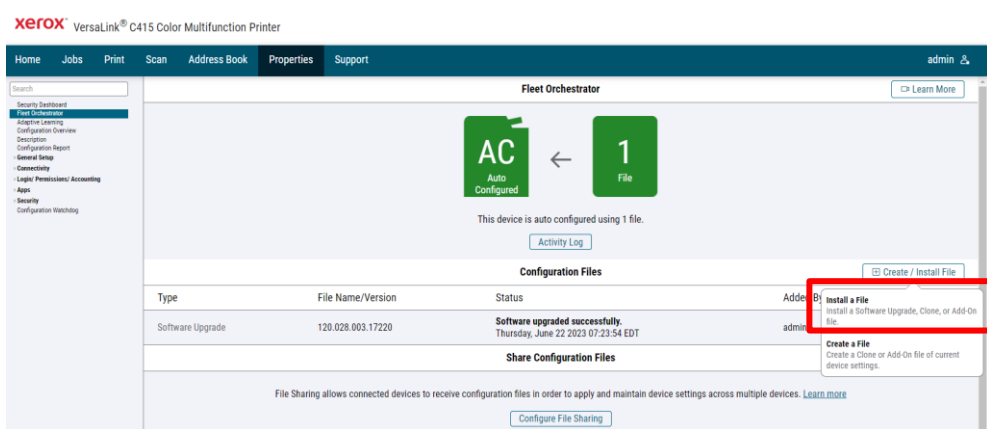 xerox™ VersaLink® C415 Color Multifunction Printer
Home Jobs Print Scan Address Book Properties Support admin
Search
Security Dashboard
Fleet Orchestrator
Adaptive Learning
Configuration Overview
Description
Configuration Report
General Setup
Connectivity
Login/ Permissions/ Accounting
Apps
Security
Configuration Watchdog
Fleet Orchestrator
Learn More
AC
Auto
Configured
1
File
This device is auto configured using 1 file.
Activity Log
Configuration Files
Create / Install File
Type File Name/Version Status Added By
Software Upgrade 120.028.003.17220
Software upgraded successfully.
Thursday, June 22 2023 07:23:54 EDT
admin
Install a File
Install a Software Upgrade, Clone, or Add-On
file.
Create a File
Create a Clone or Add-On file of current
device settings.
Share Configuration Files
File Sharing allows connected devices to receive configuration files in order to apply and maintain device settings across multiple devices. Learn more
Configure File Sharing